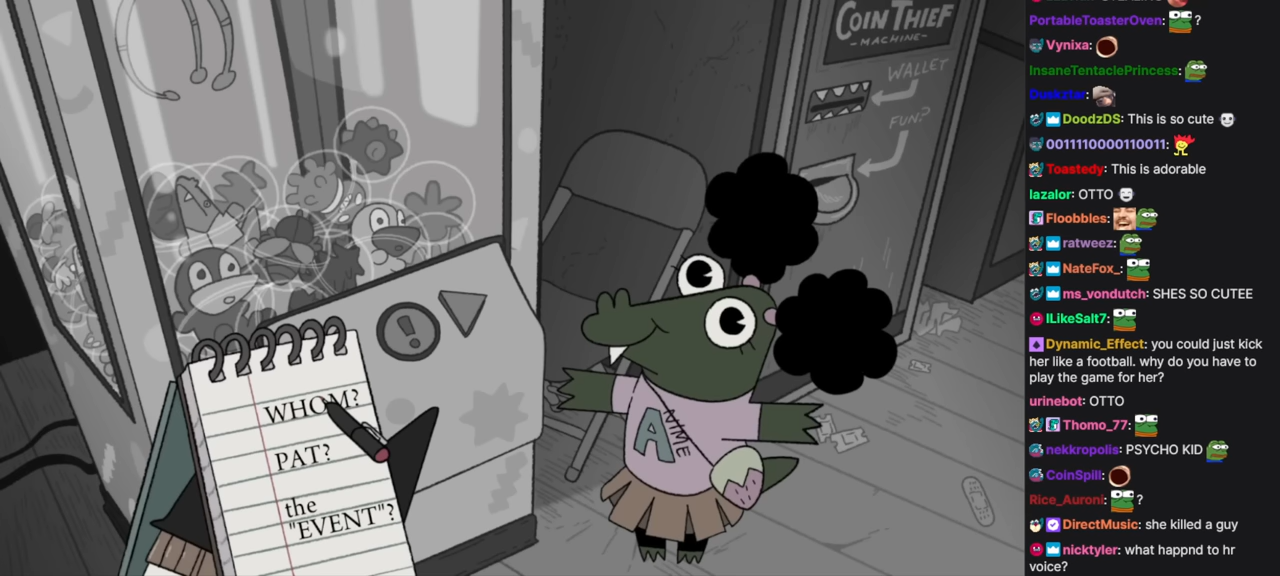 COIN THIEF
-MACHINE-
WALLET
FUN?
WHOM?
PAT?
the
"EVENT"?
A
NIME
PortableToasterOven: ?
Vynixa:
InsaneTentaclePrincess:
Duskztar:
DoodzDS: This is so cute
0011110000110011:
Toastedy: This is adorable
lazalor: OTTO
Floobbles:
ratweez:
NateFox_:
ms_vondutch: SHES SO CUTEE
ILikeSalt7:
Dynamic_Effect: you could just kick
her like a football. why do you have to
play the game for her?
urinebot: OTTO
Thomo_77:
nekkropolis: PSYCHO KID
CoinSpill:
Rice_Auroni: ?
DirectMusic: she killed a guy
nicktyler: what happnd to hr
voice?